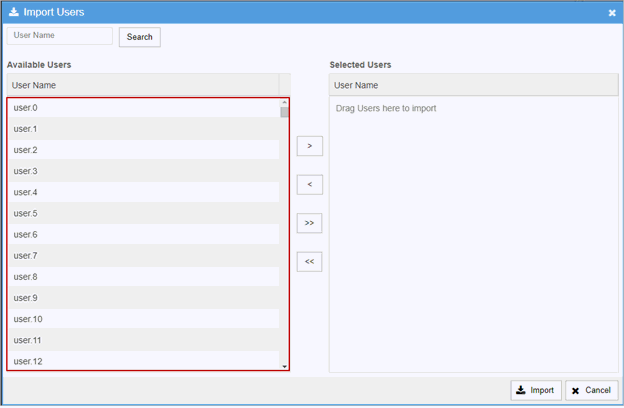 Import Users
User Name
Search
Available Users
User Name
user.0
user.1
user.2
user.3
user.4
user.5
user.6
user.7
user.8
user.9
user.10
user.11
user.12
>
<
>>
<<
Selected Users
User Name
Drag Users here to import
Import
Cancel